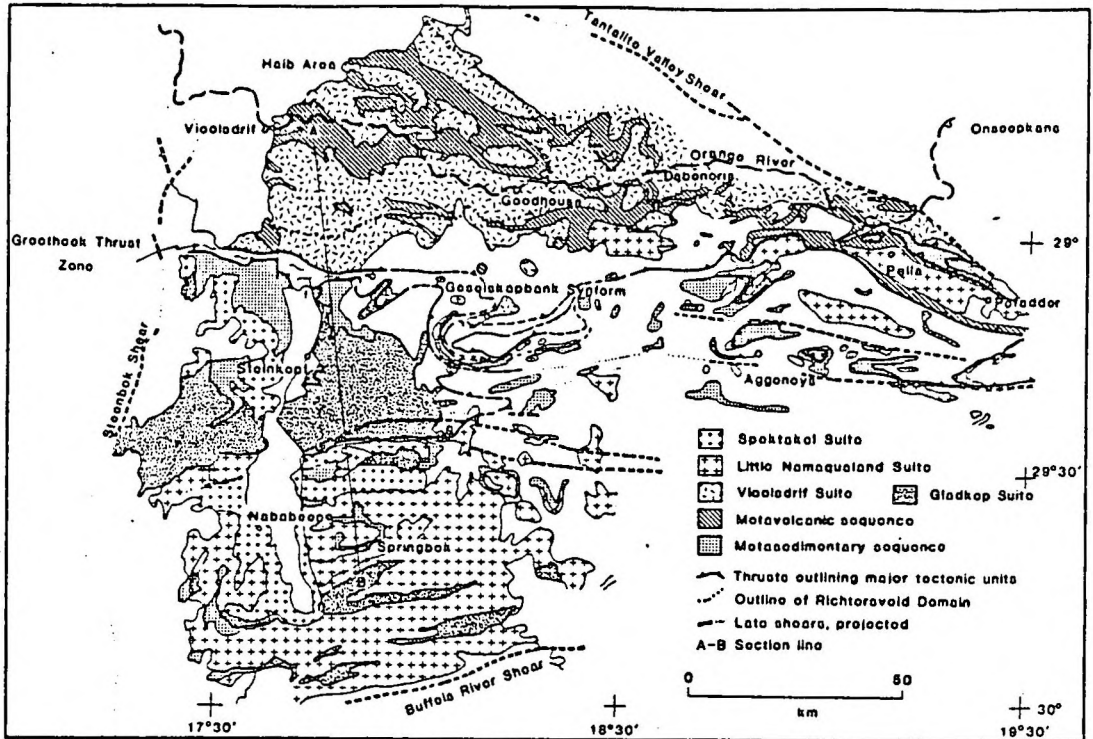 Tantalite Valley Shear
Haib Area
Onseepkans
Vioolsdrif
A
Orange River
Dabenoris
Goodhouse
Groothoek Thrust
Zone
29°
Pella
Geselskapbank Synform
Pofadder
Steenbok Shear
Steinkopf
Aggeneys
Spektakel Suite
Little Namaqualand Suite
29°30'
Vioolsdrif Suite
Gladkop Suite
Nababeep
Metavolcanic sequence
Springbok
Metasedimentary sequence
B
Thrusts outlining major tectonic units
Outline of Richtersveld Domain
Late shears, projected
A-B Section line
Buffels River Shear
0 50
km
30°
17°30'
18°30'
19°30'